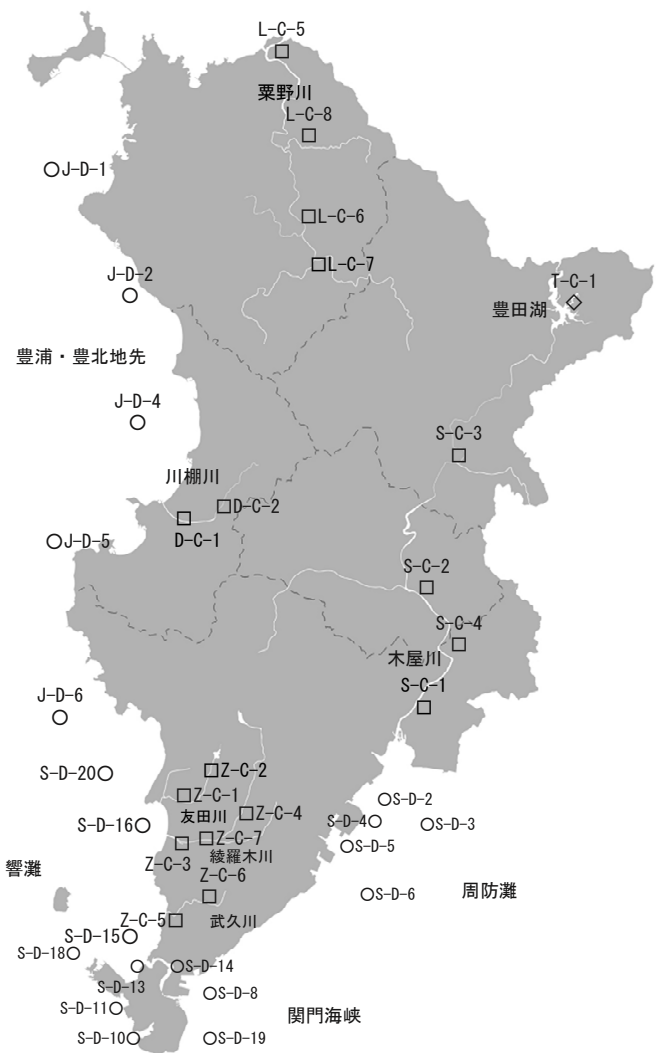 L-C-5
粟野川
L-C-8
J-D-1
L-C-6
L-C-7
T-C-1
J-D-2
豊田湖
豊浦・豊北地先
J-D-4
S-C-3
川棚川
D-C-2
D-C-1
J-D-5
S-C-2
S-C-4
木屋川
S-C-1
J-D-6
Z-C-2
S-D-20
Z-C-1
S-D-2
Z-C-4
友田川
S-D-4
S-D-3
S-D-16
Z-C-7
S-D-5
Z-C-3
綾羅木川
響灘
Z-C-6
周防灘
S-D-6
Z-C-5
武久川
S-D-15
S-D-18
S-D-14
S-D-13
S-D-8
S-D-11
関門海峡
S-D-10
S-D-19